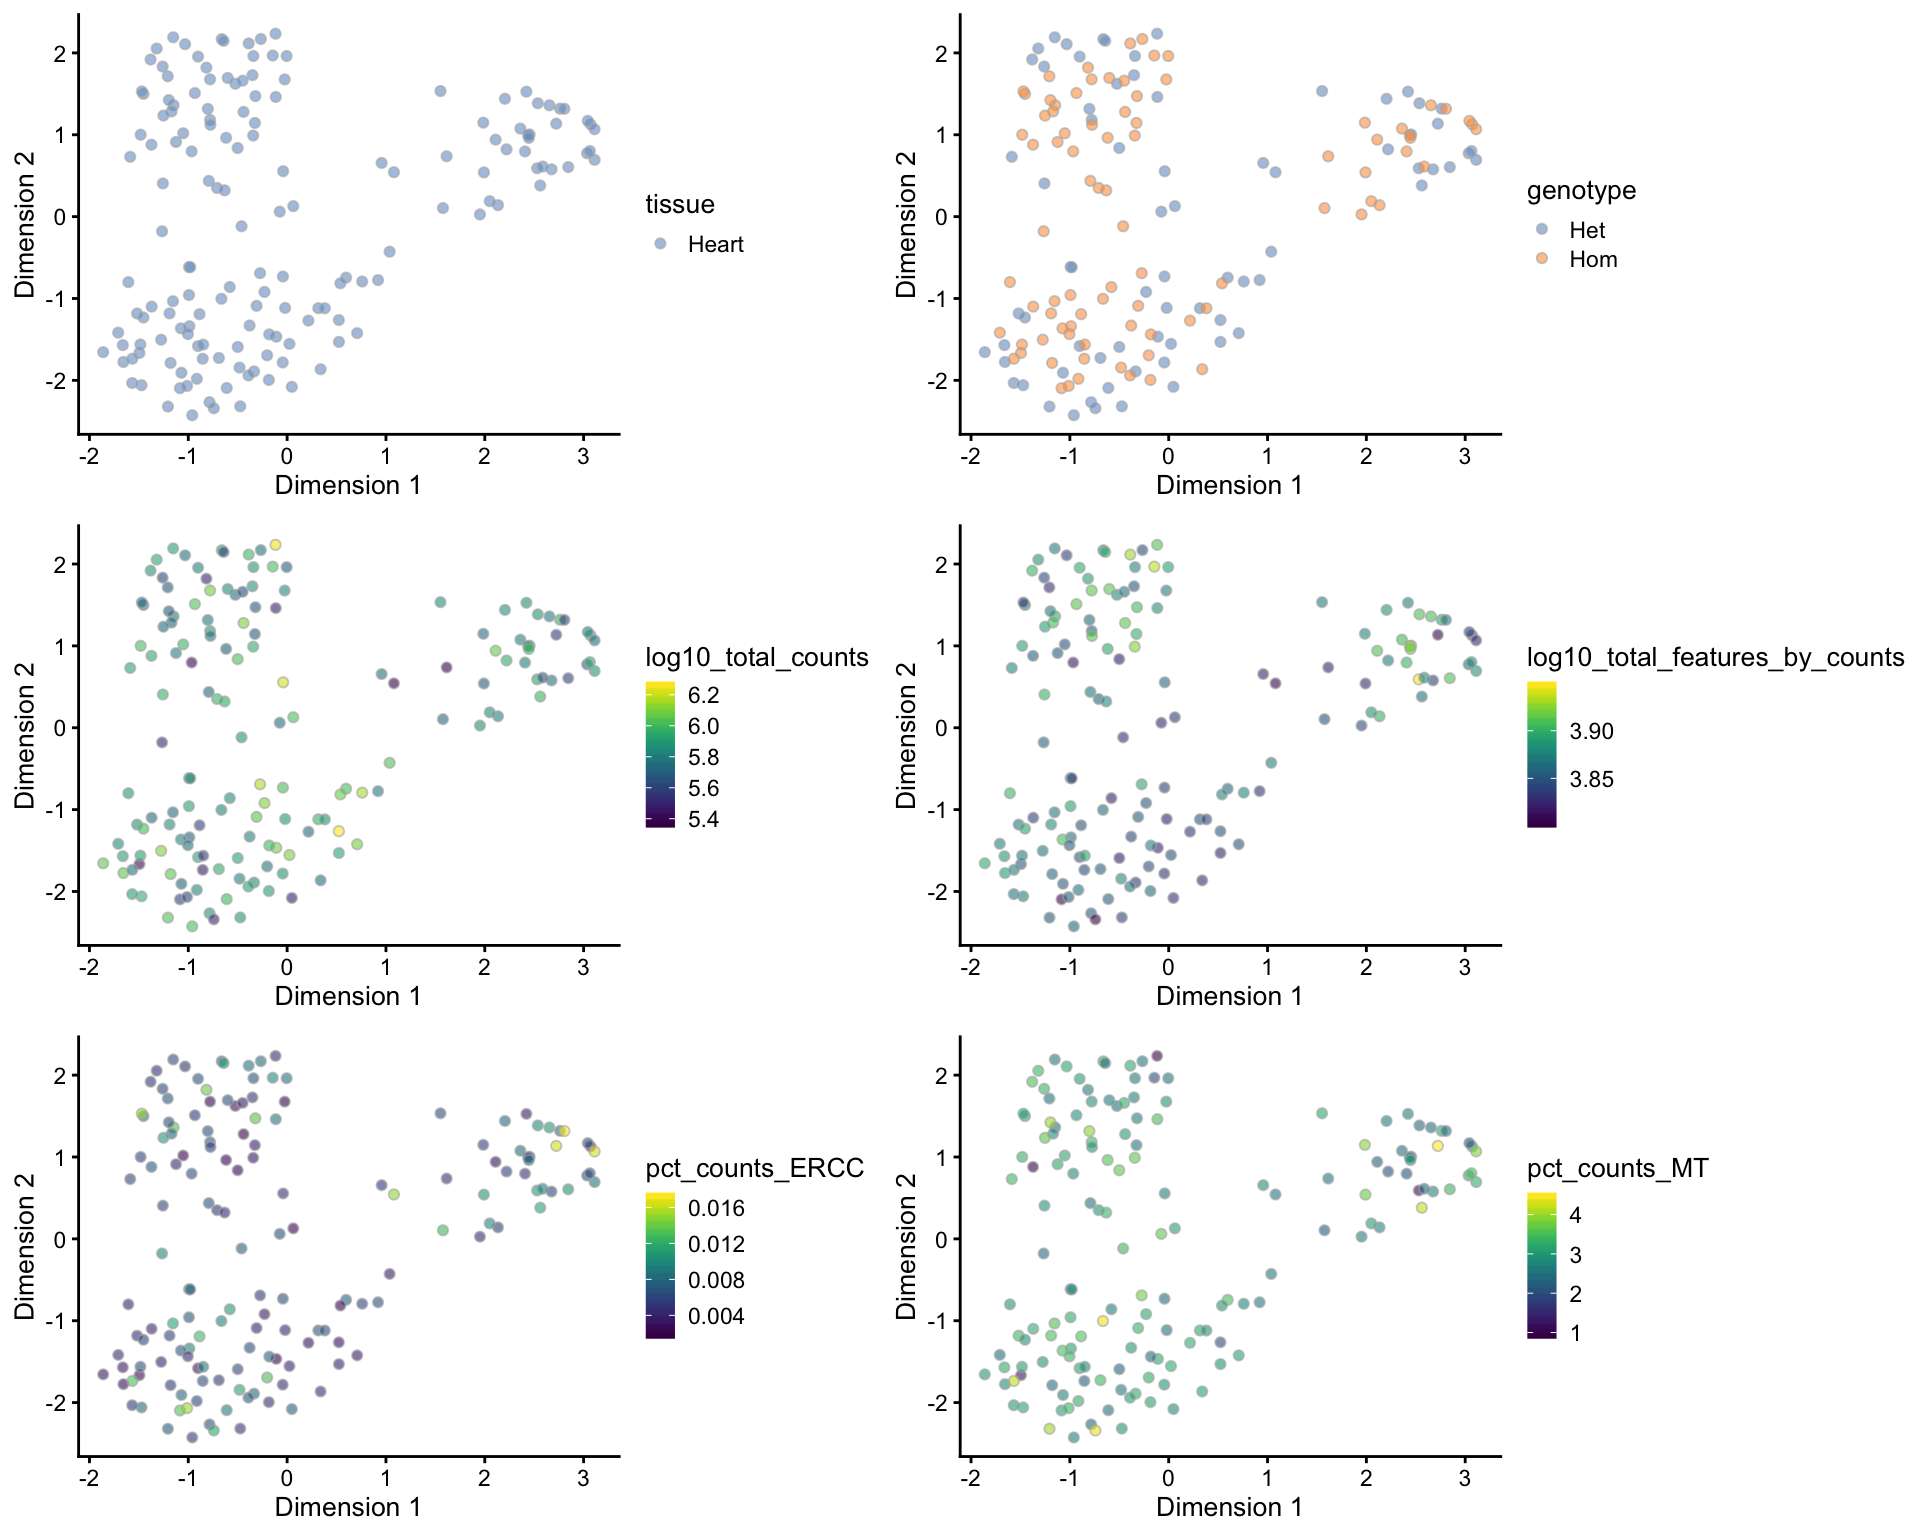 2
1
0
-1
-2
Dimension 2
-2 -1 0 1 2 3
Dimension 1
tissue
Heart
2
1
0
-1
-2
Dimension 2
-2 -1 0 1 2 3
Dimension 1
genotype
Het
Hom
2
1
0
-1
-2
Dimension 2
-2 -1 0 1 2 3
Dimension 1
log10_total_counts
6.2
6.0
5.8
5.6
5.4
2
1
0
-1
-2
Dimension 2
-2 -1 0 1 2 3
Dimension 1
log10_total_features_by_counts
3.90
3.85
2
1
0
-1
-2
Dimension 2
-2 -1 0 1 2 3
Dimension 1
pct_counts_ERCC
0.016
0.012
0.008
0.004
2
1
0
-1
-2
Dimension 2
-2 -1 0 1 2 3
Dimension 1
pct_counts_MT
4
3
2
1